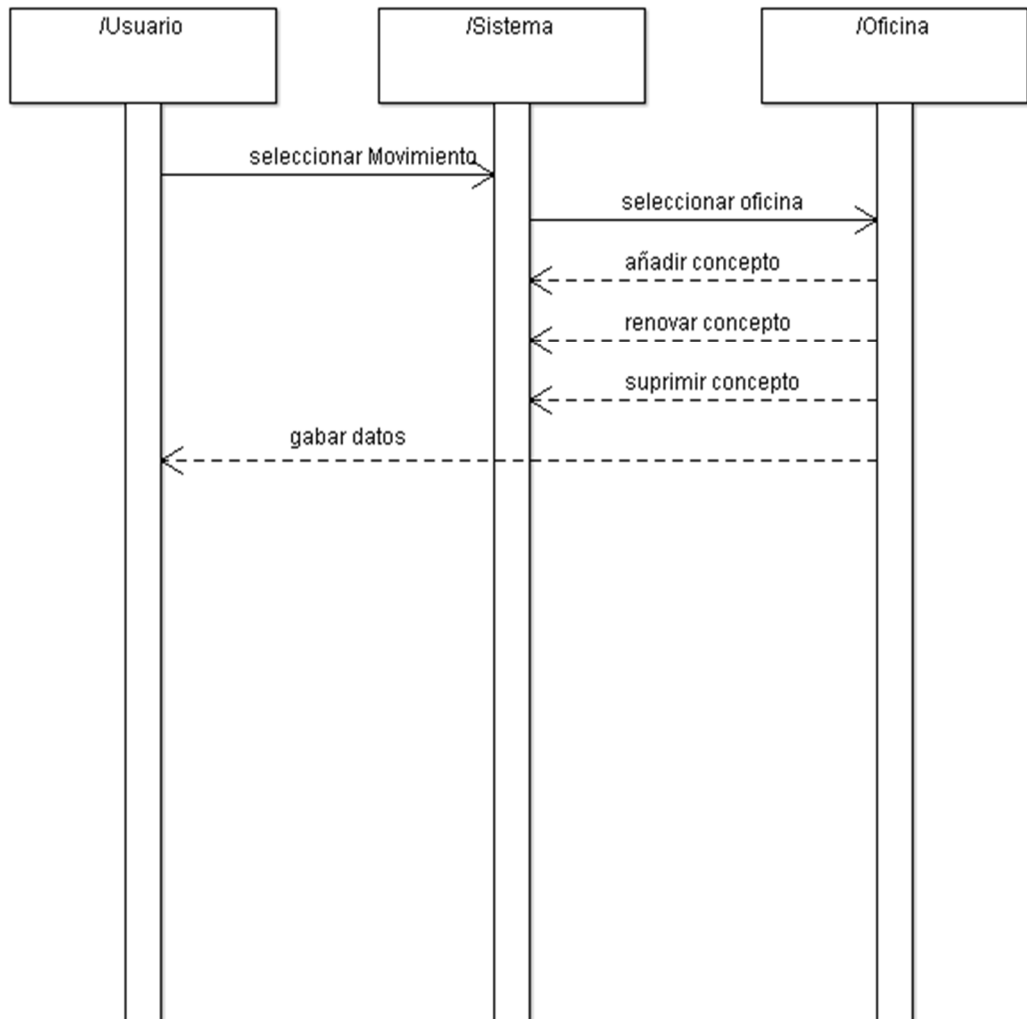 /Usuario
/Sistema
/Oficina
seleccionar Movimiento
seleccionar oficina
añadir concepto
renovar concepto
suprimir concepto
gabar datos